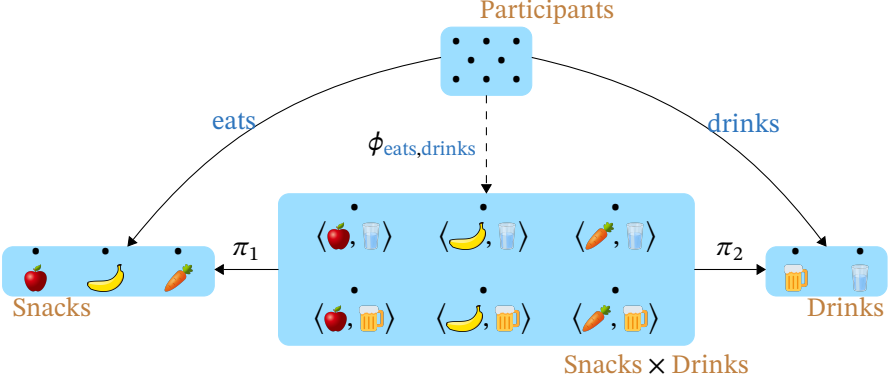 Participants
eats
drinks
ϕeats,drinks
π1
π2
⟨🍎, 🥛⟩ ⟨🍌, 🥛⟩ ⟨🥕, 🥛⟩
⟨🍎, 🍺⟩ ⟨🍌, 🍺⟩ ⟨🥕, 🍺⟩
Snacks
Drinks
Snacks × Drinks